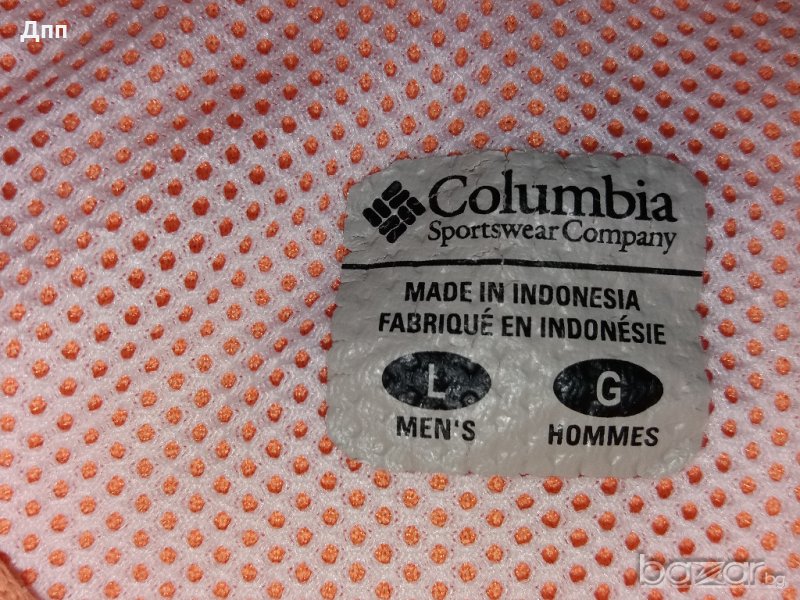 Дпп
Columbia
Sportswear Company
MADE IN INDONESIA
FABRIQUÉ EN INDONÉSIE
L G
MEN'S HOMMES
bazar.bg